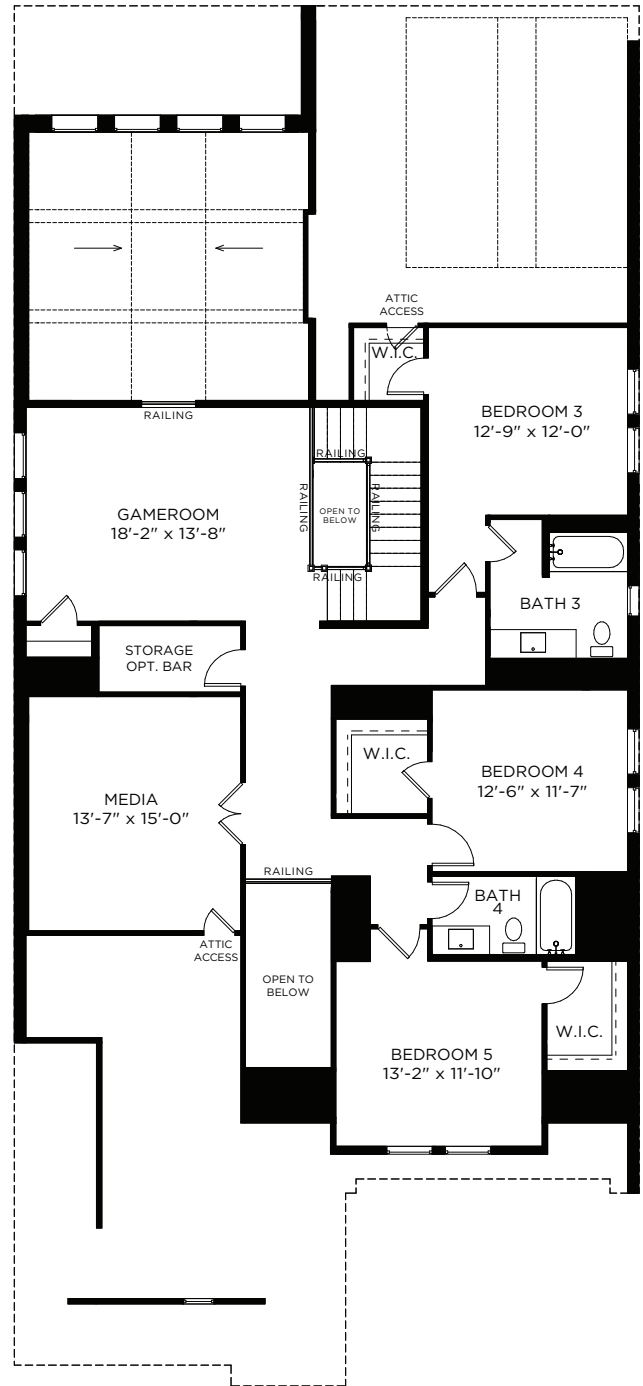 ATTIC
ACCESS
W.I.C.
BEDROOM 3
12'-9" x 12'-0"
RAILING
RAILING
RAILING
OPEN TO
BELOW
RAILING
RAILING
GAMEROOM
18'-2" x 13'-8"
BATH 3
STORAGE
OPT. BAR
W.I.C.
BEDROOM 4
12'-6" x 11'-7"
MEDIA
13'-7" x 15'-0"
RAILING
BATH
4
ATTIC
ACCESS
OPEN TO
BELOW
W.I.C.
BEDROOM 5
13'-2" x 11'-10"